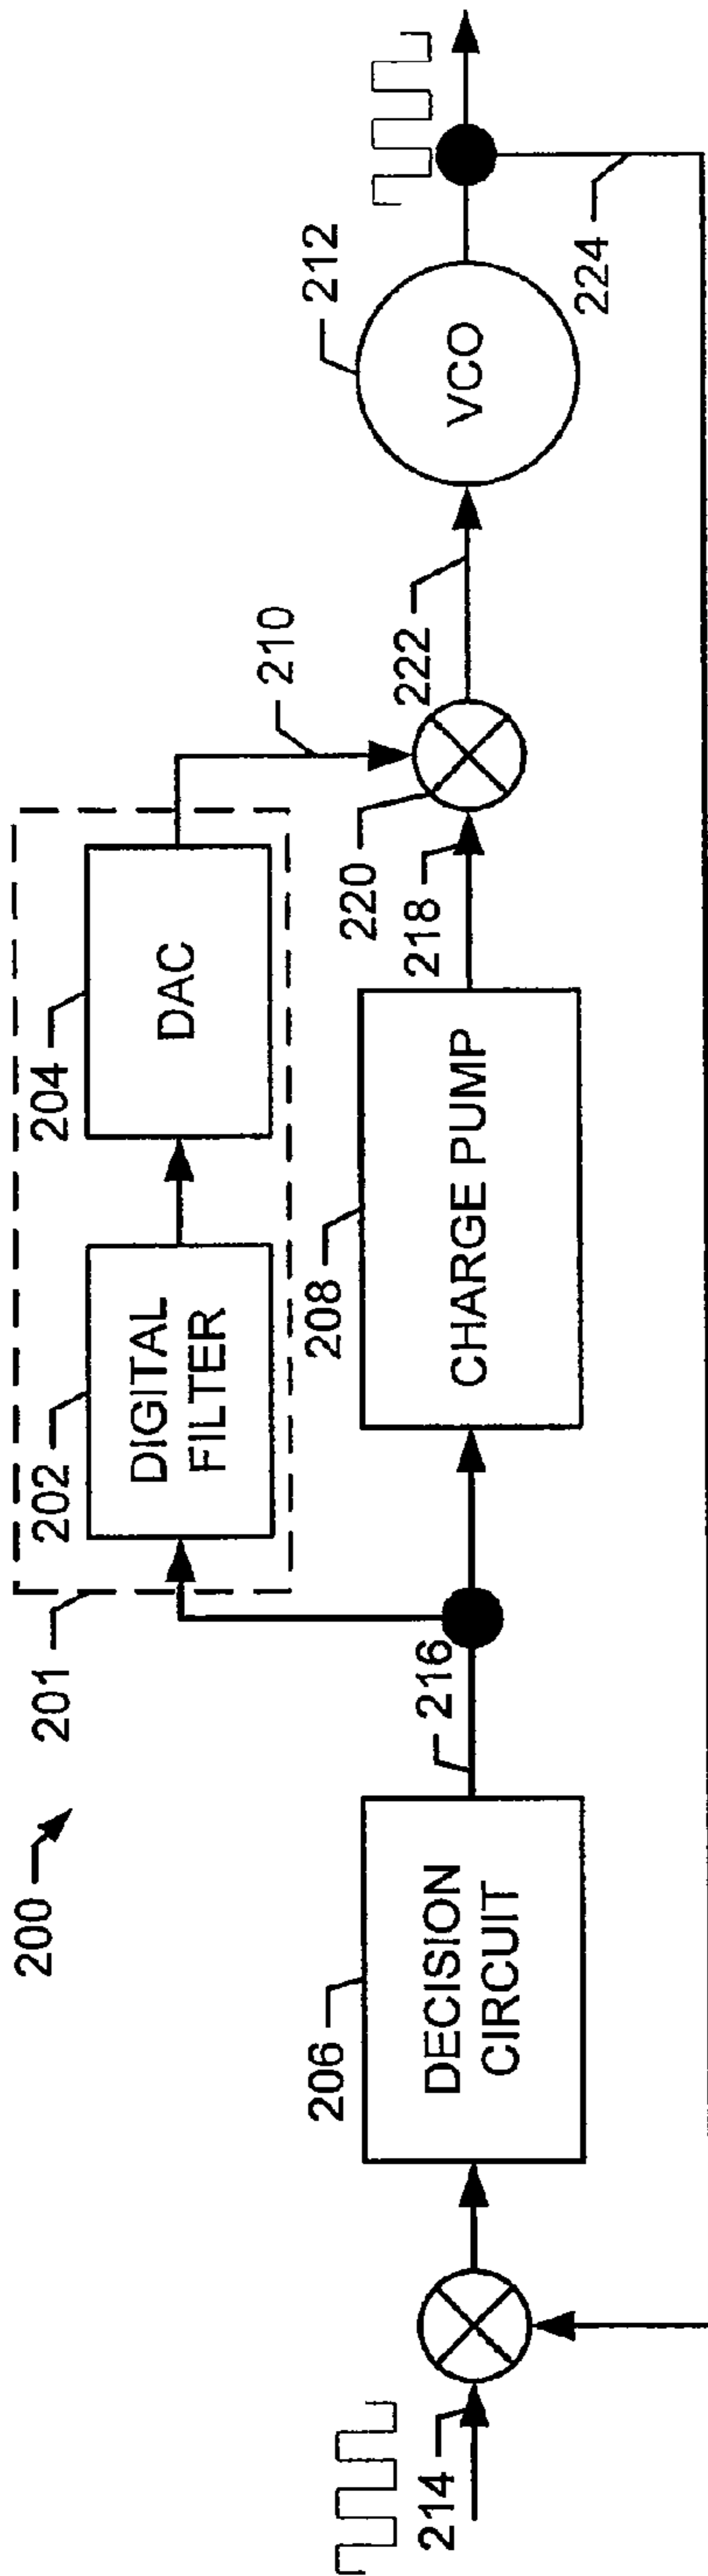 200
201
202
DIGITAL
FILTER
204
DAC
210
214
206
DECISION
CIRCUIT
216
208
CHARGE PUMP
218
220
222
212
VCO
224